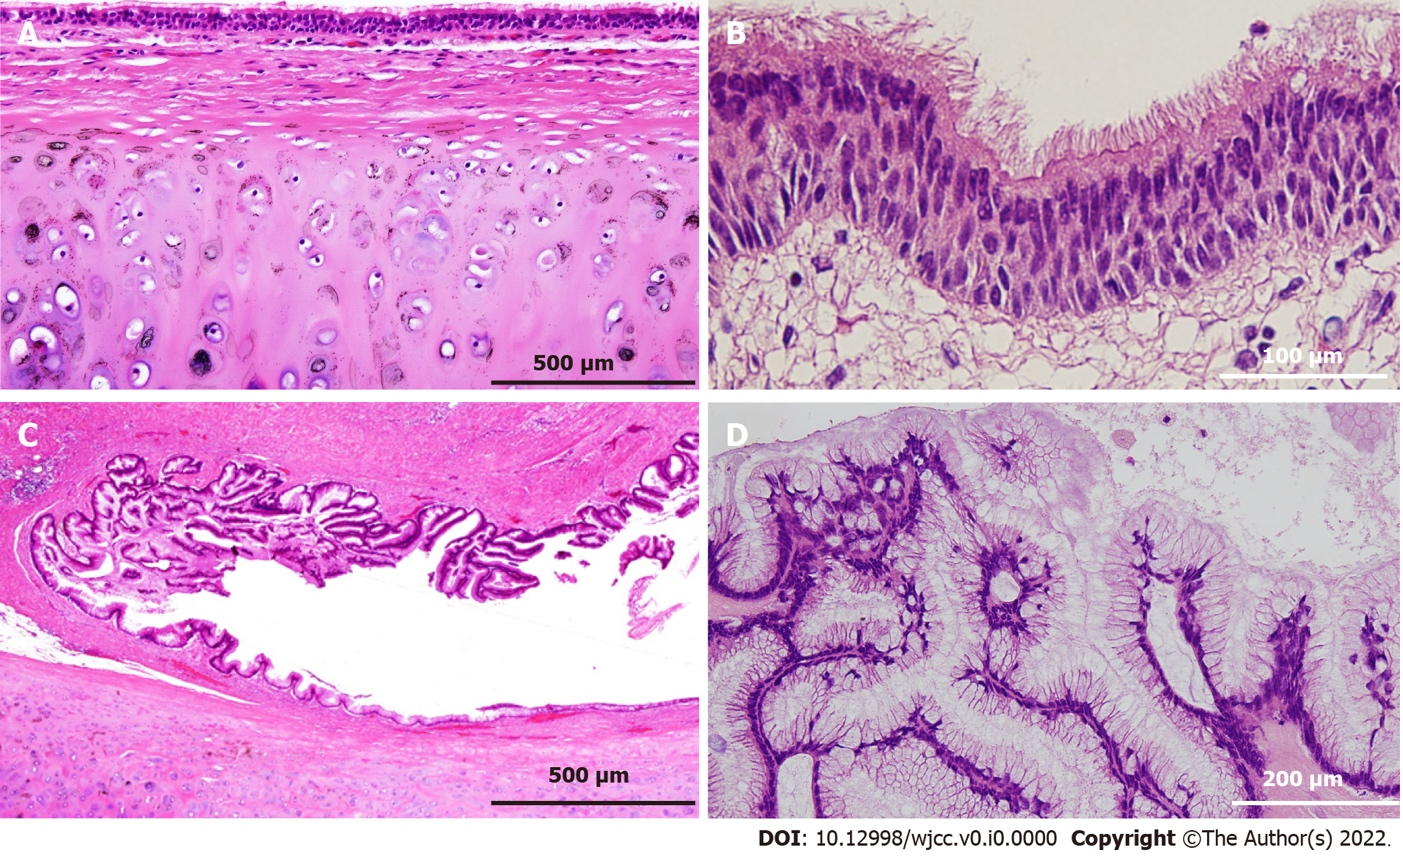 A
B
500 µm
100 µm
C
D
500 µm
200 µm
DOI: 10.12998/wjcc.v0.i0.0000 Copyright ©The Author(s) 2022.